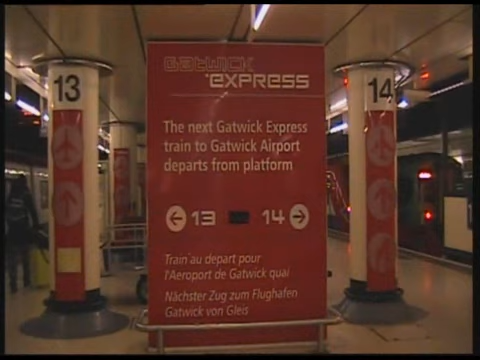 GATWICK
EXPRESS
13
14
The next Gatwick Express
train to Gatwick Airport
departs from platform
13 14
Train au depart pour
l'Aeroport de Gatwick quai
Nächster Zug zum Flughafen
Gatwick von Gleis